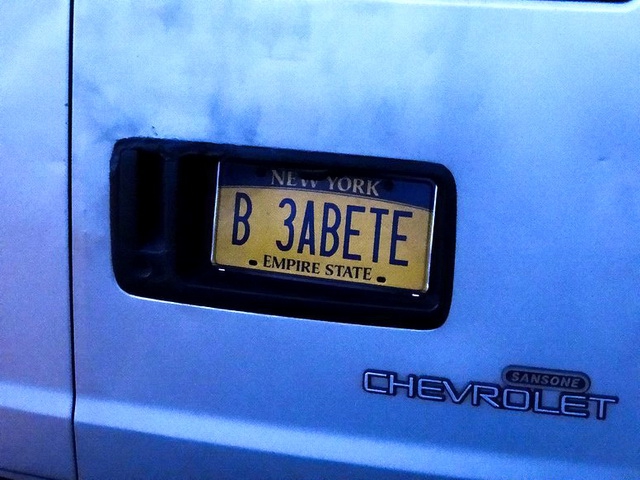 NEW YORK
B 3ABETE
EMPIRE STATE
SANSONE
CHEVROLET